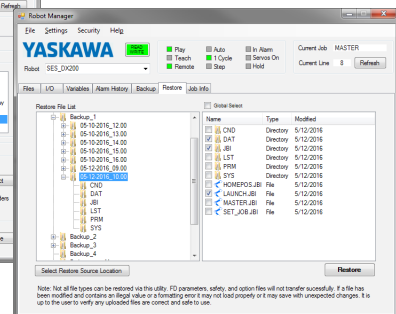 Refresh
Robot Manager
File Settings Security Help
YASKAWA
READ
WRITE
Play Auto In Alarm
Teach 1 Cycle Servos On
Remote Step Hold
Current Job MASTER
Current Line 8 Refresh
Robot SES_DX200
Files I/O Variables Alarm History Backup Restore Job Info
Restore File List
Global Select
Backup_1
05-10-2016_12.00
05-10-2016_13.00
05-10-2016_14.00
05-10-2016_15.00
05-10-2016_16.00
05-12-2016_09.00
05-12-2016_10.00
CND
DAT
JBI
LST
PRM
SYS
Backup_2
Backup_3
Backup_4
Name Type Modified
CND Directory 5/12/2016
DAT Directory 5/12/2016
JBI Directory 5/12/2016
LST Directory 5/12/2016
PRM Directory 5/12/2016
SYS Directory 5/12/2016
HOMEPOS.JBI File 5/12/2016
LAUNCH.JBI File 5/12/2016
MASTER.JBI File 5/12/2016
SET_JOB.JBI File 5/12/2016
Select Restore Source Location
Restore
Note: Not all file types can be restored via this utility. FD parameters, safety, and option files will not transfer sucessfully. If a file has
been modified and contains an illegal value or a formatting error it may not load properly or it may save with unexpected changes. It is
up to the user to verify any uploaded files are correct and safe to use.